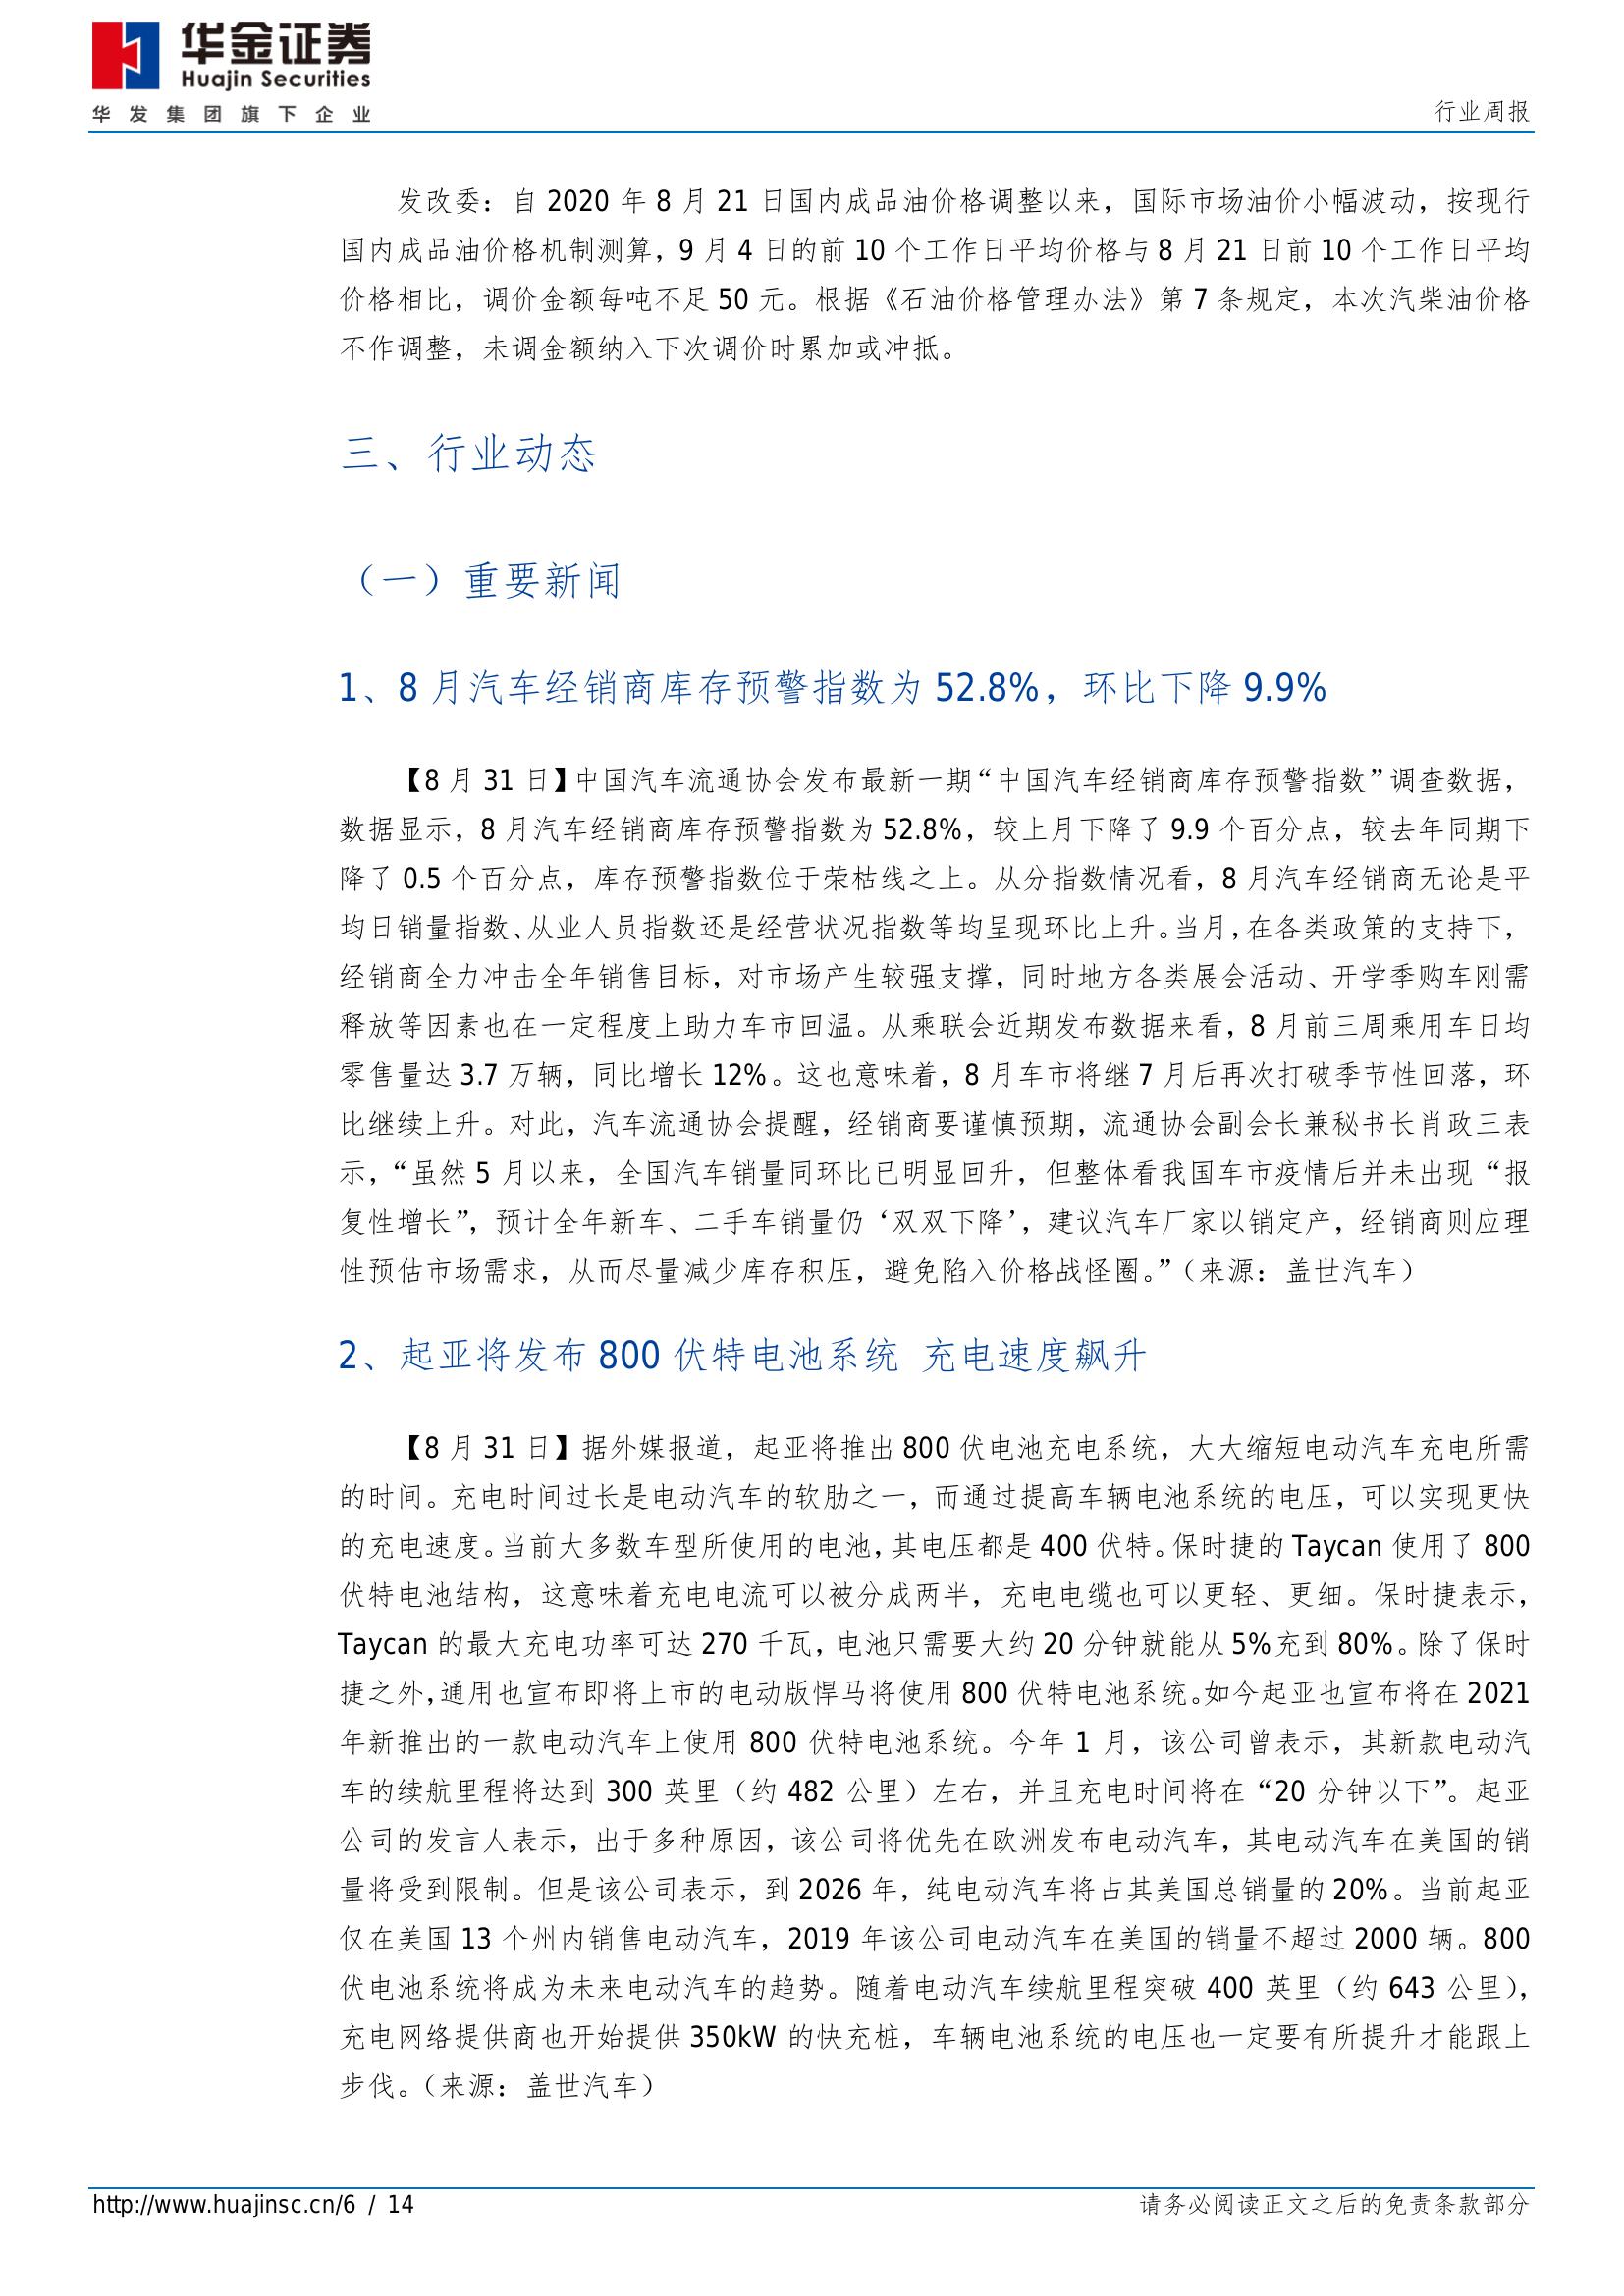 华金证券
Huajin Securities
华发集团旗下企业
行业周报
发改委：自 2020 年 8 月 21 日国内成品油价格调整以来，国际市场油价小幅波动，按现行
国内成品油价格机制测算，9 月 4 日的前 10 个工作日平均价格与 8 月 21 日前 10 个工作日平均
价格相比，调价金额每吨不足 50 元。根据《石油价格管理办法》第 7 条规定，本次汽柴油价格
不作调整，未调金额纳入下次调价时累加或冲抵。
三、行业动态
（一）重要新闻
1、8 月汽车经销商库存预警指数为 52.8%，环比下降 9.9%
【8 月 31 日】中国汽车流通协会发布最新一期“中国汽车经销商库存预警指数”调查数据，
数据显示，8 月汽车经销商库存预警指数为 52.8%，较上月下降了 9.9 个百分点，较去年同期下
降了 0.5 个百分点，库存预警指数位于荣枯线之上。从分指数情况看，8 月汽车经销商无论是平
均日销量指数、从业人员指数还是经营状况指数等均呈现环比上升。当月，在各类政策的支持下，
经销商全力冲击全年销售目标，对市场产生较强支撑，同时地方各类展会活动、开学季购车刚需
释放等因素也在一定程度上助力车市回温。从乘联会近期发布数据来看，8 月前三周乘用车日均
零售量达 3.7 万辆，同比增长 12%。这也意味着，8 月车市将继 7 月后再次打破季节性回落，环
比继续上升。对此，汽车流通协会提醒，经销商要谨慎预期，流通协会副会长兼秘书长肖政三表
示，“虽然 5 月以来，全国汽车销量同环比已明显回升，但整体看我国车市疫情后并未出现“报
复性增长”，预计全年新车、二手车销量仍‘双双下降’，建议汽车厂家以销定产，经销商则应理
性预估市场需求，从而尽量减少库存积压，避免陷入价格战怪圈。”（来源：盖世汽车）
2、起亚将发布 800 伏特电池系统 充电速度飙升
【8 月 31 日】据外媒报道，起亚将推出 800 伏电池充电系统，大大缩短电动汽车充电所需
的时间。充电时间过长是电动汽车的软肋之一，而通过提高车辆电池系统的电压，可以实现更快
的充电速度。当前大多数车型所使用的电池，其电压都是 400 伏特。保时捷的 Taycan 使用了 800
伏特电池结构，这意味着充电电流可以被分成两半，充电电缆也可以更轻、更细。保时捷表示，
Taycan 的最大充电功率可达 270 千瓦，电池只需要大约 20 分钟就能从 5%充到 80%。除了保时
捷之外，通用也宣布即将上市的电动版悍马将使用 800 伏特电池系统。如今起亚也宣布将在 2021
年新推出的一款电动汽车上使用 800 伏特电池系统。今年 1 月，该公司曾表示，其新款电动汽
车的续航里程将达到 300 英里（约 482 公里）左右，并且充电时间将在“20 分钟以下”。起亚
公司的发言人表示，出于多种原因，该公司将优先在欧洲发布电动汽车，其电动汽车在美国的销
量将受到限制。但是该公司表示，到 2026 年，纯电动汽车将占其美国总销量的 20%。当前起亚
仅在美国 13 个州内销售电动汽车，2019 年该公司电动汽车在美国的销量不超过 2000 辆。800
伏电池系统将成为未来电动汽车的趋势。随着电动汽车续航里程突破 400 英里（约 643 公里），
充电网络提供商也开始提供 350kW 的快充桩，车辆电池系统的电压也一定要有所提升才能跟上
步伐。（来源：盖世汽车）
http://www.huajinsc.cn/6 / 14
请务必阅读正文之后的免责条款部分